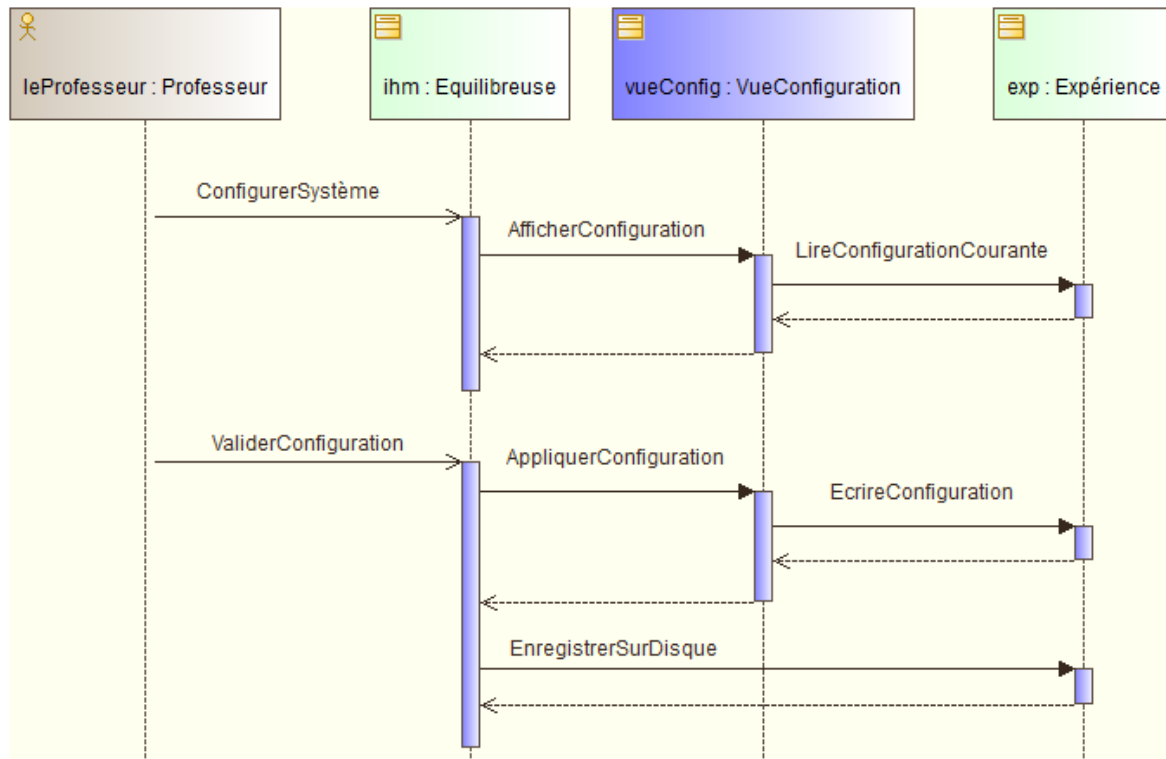 leProfesseur : Professeur
ihm : Equilibreuse
vueConfig : VueConfiguration
exp : Expérience
ConfigurerSystème
AfficherConfiguration
LireConfigurationCourante
ValiderConfiguration
AppliquerConfiguration
EcrireConfiguration
EnregistrerSurDisque